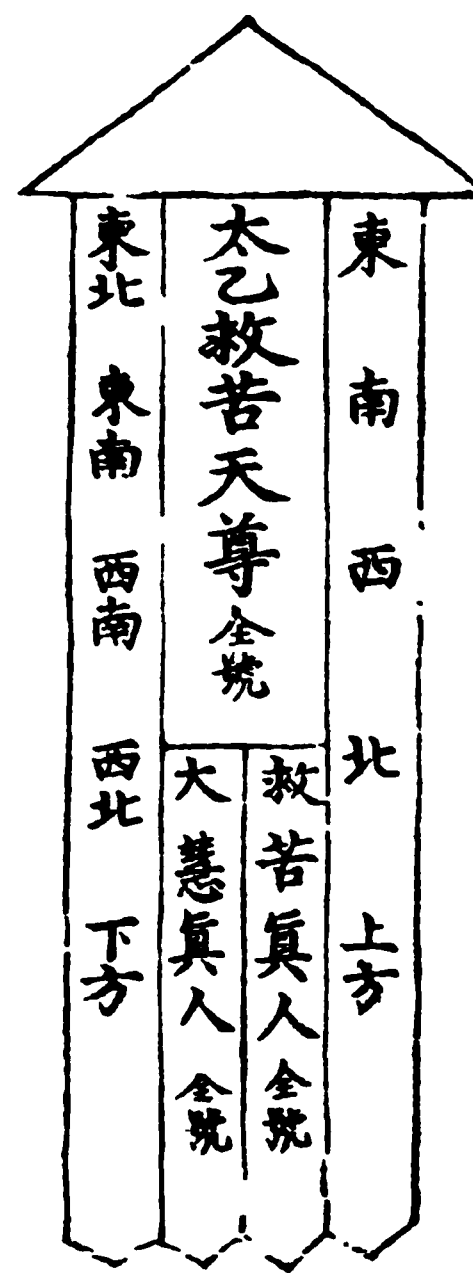 東 南 西 北 上方
太乙救苦天尊全號
救苦眞人全號
大慧眞人全號
東北 東南 西南 西北 下方